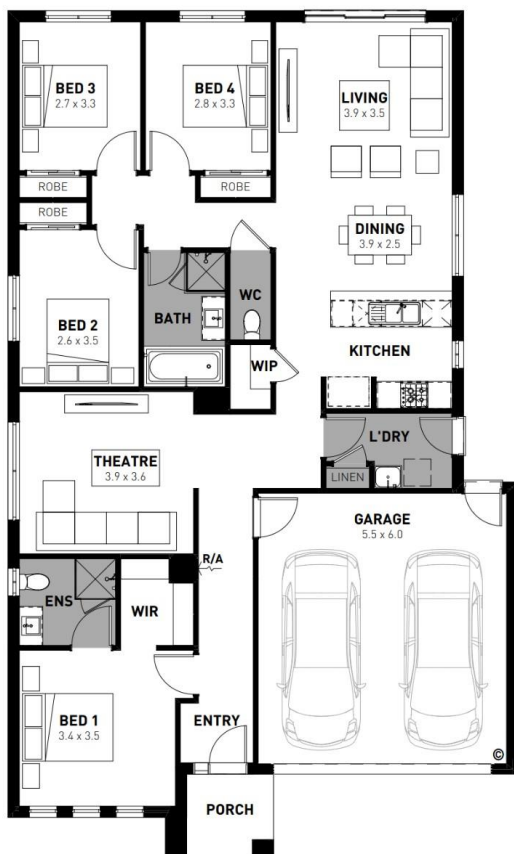 BED 3
2.7 x 3.3
BED 4
2.8 x 3.3
LIVING
3.9 x 3.5
ROBE
ROBE
ROBE
DINING
3.9 x 2.5
BED 2
2.6 x 3.5
BATH
WC
WIP
KITCHEN
THEATRE
3.9 x 3.6
L'DRY
LINEN
GARAGE
5.5 x 6.0
R/A
ENS
WIR
BED 1
3.4 x 3.5
ENTRY
©
PORCH